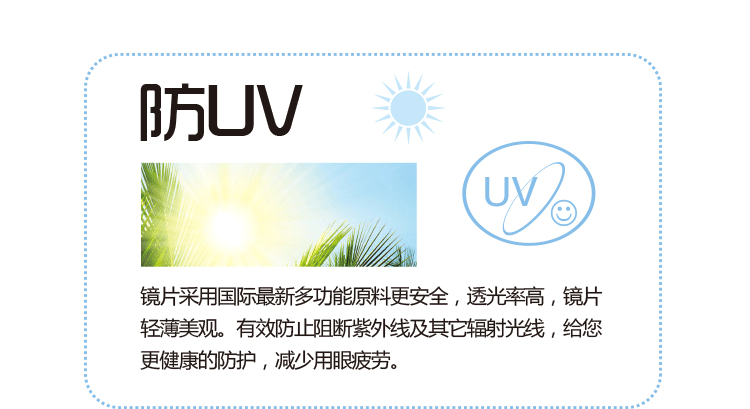 防UV
UV
镜片采用国际最新多功能原料更安全，透光率高，镜片
轻薄美观。有效防止阻断紫外线及其它辐射光线，给您
更健康的防护，减少用眼疲劳。